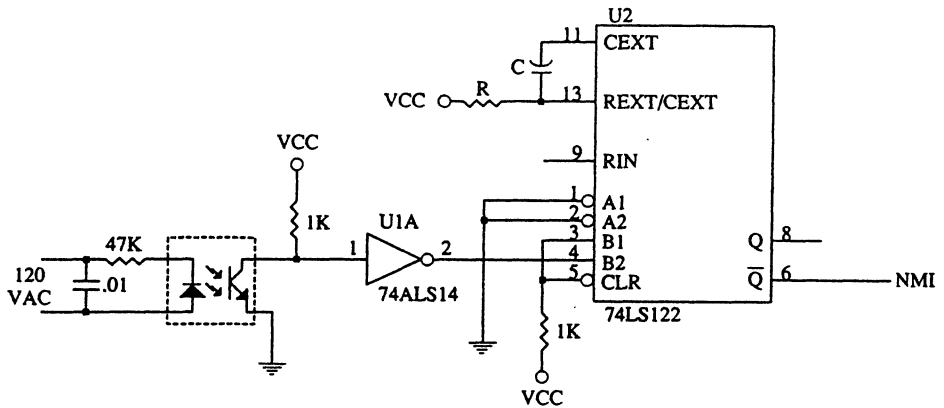 U2
11 CEXT
C
R
VCC
13 REXT/CEXT
VCC
9 RIN
1 A1
1K
U1A
2 A2
47K
1
2
3 B1
Q 8
4 B2
120
VAC
.01
5 CLR
Q 6
NMI
74ALS14
74LS122
1K
VCC